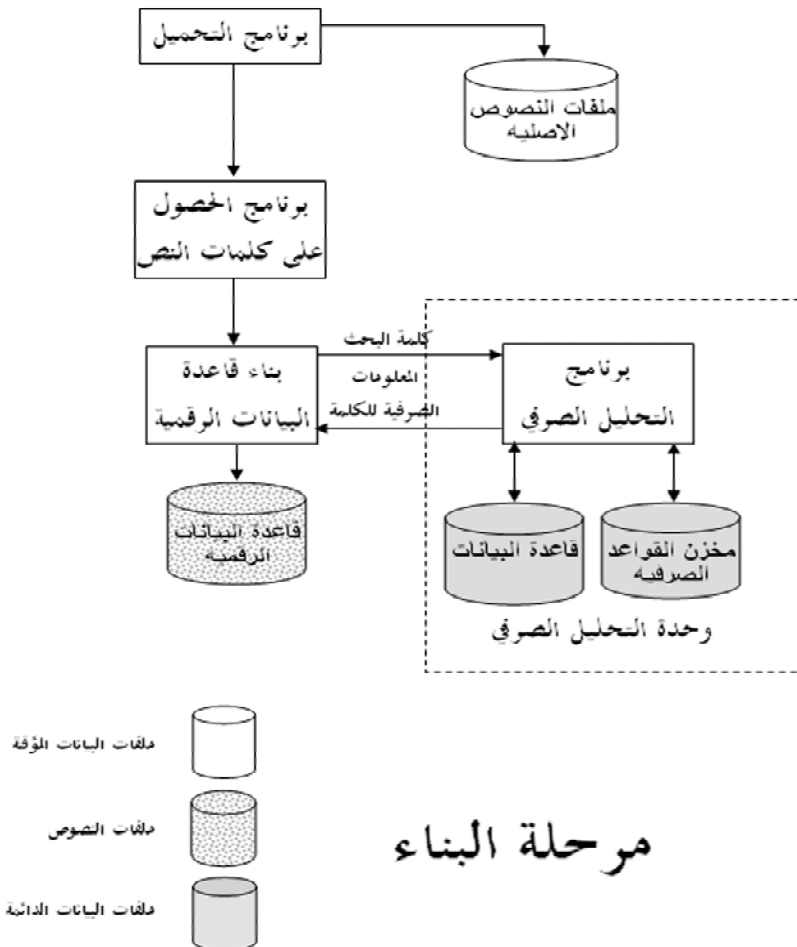 برنامج التحميل
ملفات النصوص
الاصليه
برنامج الحصول
على كلمات النص
كلمة البحث
المعلومات
الصرفية للكلمة
بناء قاعدة
البيانات الرقمية
برنامج
التحليل الصرفي
قاعدة البيانات
الرقميه
قاعدة البيانات
مخزن القواعد
الصرفيه
وحدة التحليل الصرفي
ملفات البيانات المؤقة
ملفات النصوص
ملفات البيانات الدائمة
مرحلة البناء